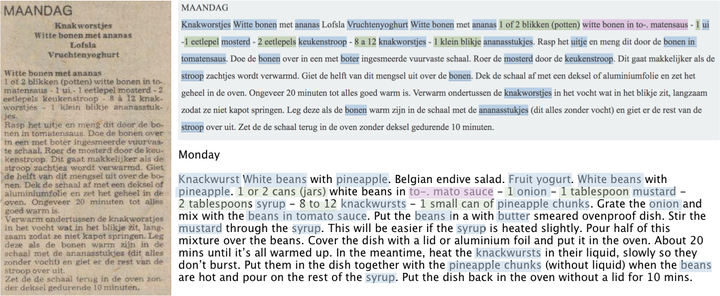 MAANDAG
Knakworstjes
Witte bonen met ananas
Lofsla
Vruchtenyoghurt
Witte bonen met ananas
1 of 2 blikken (potten) witte bonen in to-
matensaus - 1 ui - 1 eetlepel mosterd - 2
eetlepels keukenstroop - 8 à 12 knakwor-
stjes - 1 klein blikje ananasstuk-
jes.
Rasp het uitje en meng dit door de bo-
nen in tomatensaus. Doe de bonen over
in een met boter ingesmeerde vuurvas-
te schaal. Roer de mosterd door de keu-
kenstroop. Dit gaat makkelijker als de
stroop zachtjes wordt verwarmd. Giet
de helft van dit mengsel uit over de bo-
nen. Dek de schaal af met een deksel of
aluminiumfolie en zet het geheel in de
oven. Ongeveer 20 minuten tot alles
goed warm is.
Verwarm ondertussen de knakworstjes
in het vocht wat in het blikje zit, lang-
zaam zodat ze niet kapot springen. Leg
deze als de bonen warm zijn in de
schaal met de ananasstukjes (dit alles
zonder vocht) en giet er de rest van de
stroop over uit.
Zet de de schaal terug in de oven zon-
der deksel gedurende 10 minuten.
MAANDAG
Knakworstjes Witte bonen met ananas Lofsla Vruchtenyoghurt Witte bonen met ananas 1 of 2 blikken (potten) witte bonen in to-. matensaus - 1 ui
-1 eetlepel mosterd - 2 eetlepels keukenstroop - 8 a 12 knakworstjes - 1 klein blikje ananasstukjes. Rasp het uitje en meng dit door de bonen in
tomatensaus. Doe de bonen over in een met boter ingesmeerde vuurvaste schaal. Roer de mosterd door de keukenstroop. Dit gaat makkelijker als de
stroop zachtjes wordt verwarmd. Giet de helft van dit mengsel uit over de bonen. Dek de schaal af met een deksel of aluminiumfolie en zet het
geheel in de oven. Ongeveer 20 minuten tot alles goed warm is. Verwarm ondertussen de knakworstjes in het vocht wat in het blikje zit, langzaam
zodat ze niet kapot springen. Leg deze als de bonen warm zijn in de schaal met de ananasstukjes (dit alles zonder vocht) en giet er de rest van de
stroop over uit. Zet de de schaal terug in de oven zonder deksel gedurende 10 minuten.
Monday
Knackwurst White beans with pineapple. Belgian endive salad. Fruit yogurt. White beans with
pineapple. 1 or 2 cans (jars) white beans in to-. mato sauce - 1 onion - 1 tablespoon mustard -
2 tablespoons syrup - 8 to 12 knackwursts - 1 small can of pineapple chunks. Grate the onion and
mix with the beans in tomato sauce. Put the beans in a with butter smeared ovenproof dish. Stir the
mustard through the syrup. This will be easier if the syrup is heated slightly. Pour half of this
mixture over the beans. Cover the dish with a lid or aluminium foil and put it in the oven. About 20
mins until it's all warmed up. In the meantime, heat the knackwursts in their liquid, slowly so they
don't burst. Put them in the dish together with the pineapple chunks (without liquid) when the beans
are hot and pour on the rest of the syrup. Put the dish back in the oven without a lid for 10 mins.